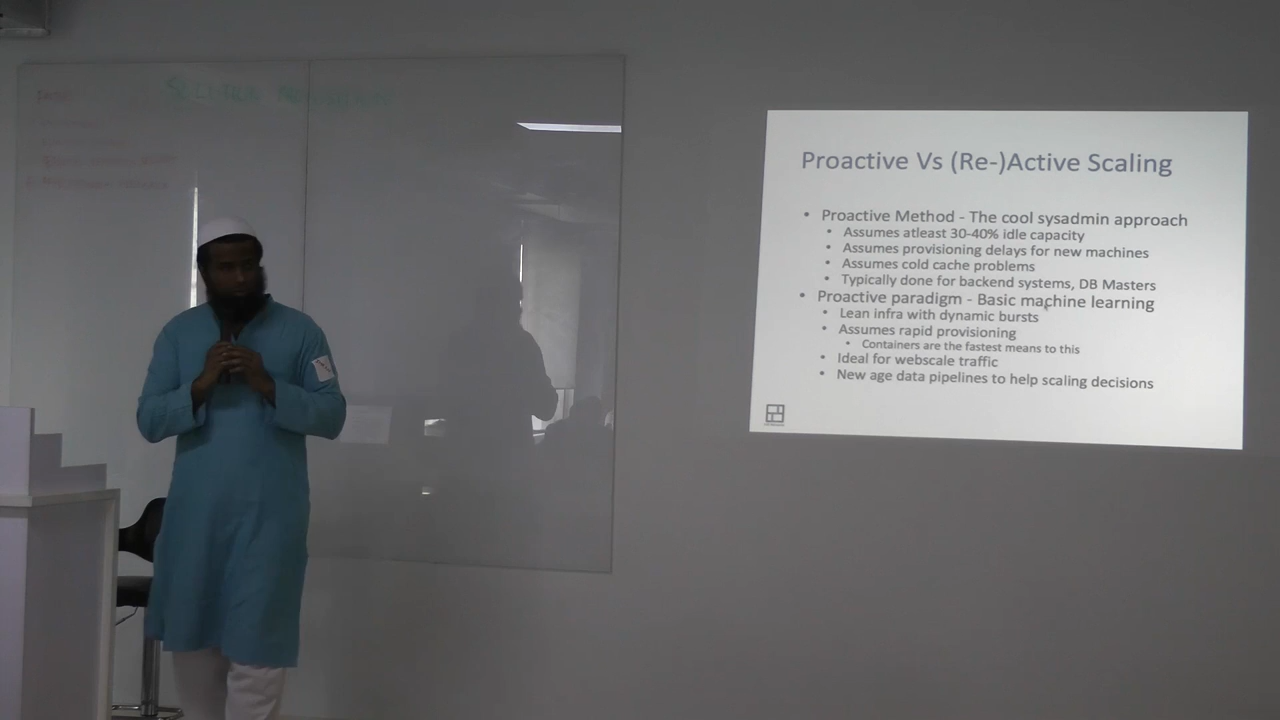 Proactive Vs (Re-)Active Scaling
• Proactive Method - The cool sysadmin approach
• Assumes atleast 30-40% idle capacity
• Assumes provisioning delays for new machines
• Assumes cold cache problems
• Typically done for backend systems, DB Masters
• Proactive paradigm - Basic machine learning
• Lean infra with dynamic bursts
• Assumes rapid provisioning
• Containers are the fastest means to this
• Ideal for webscale traffic
• New age data pipelines to help scaling decisions